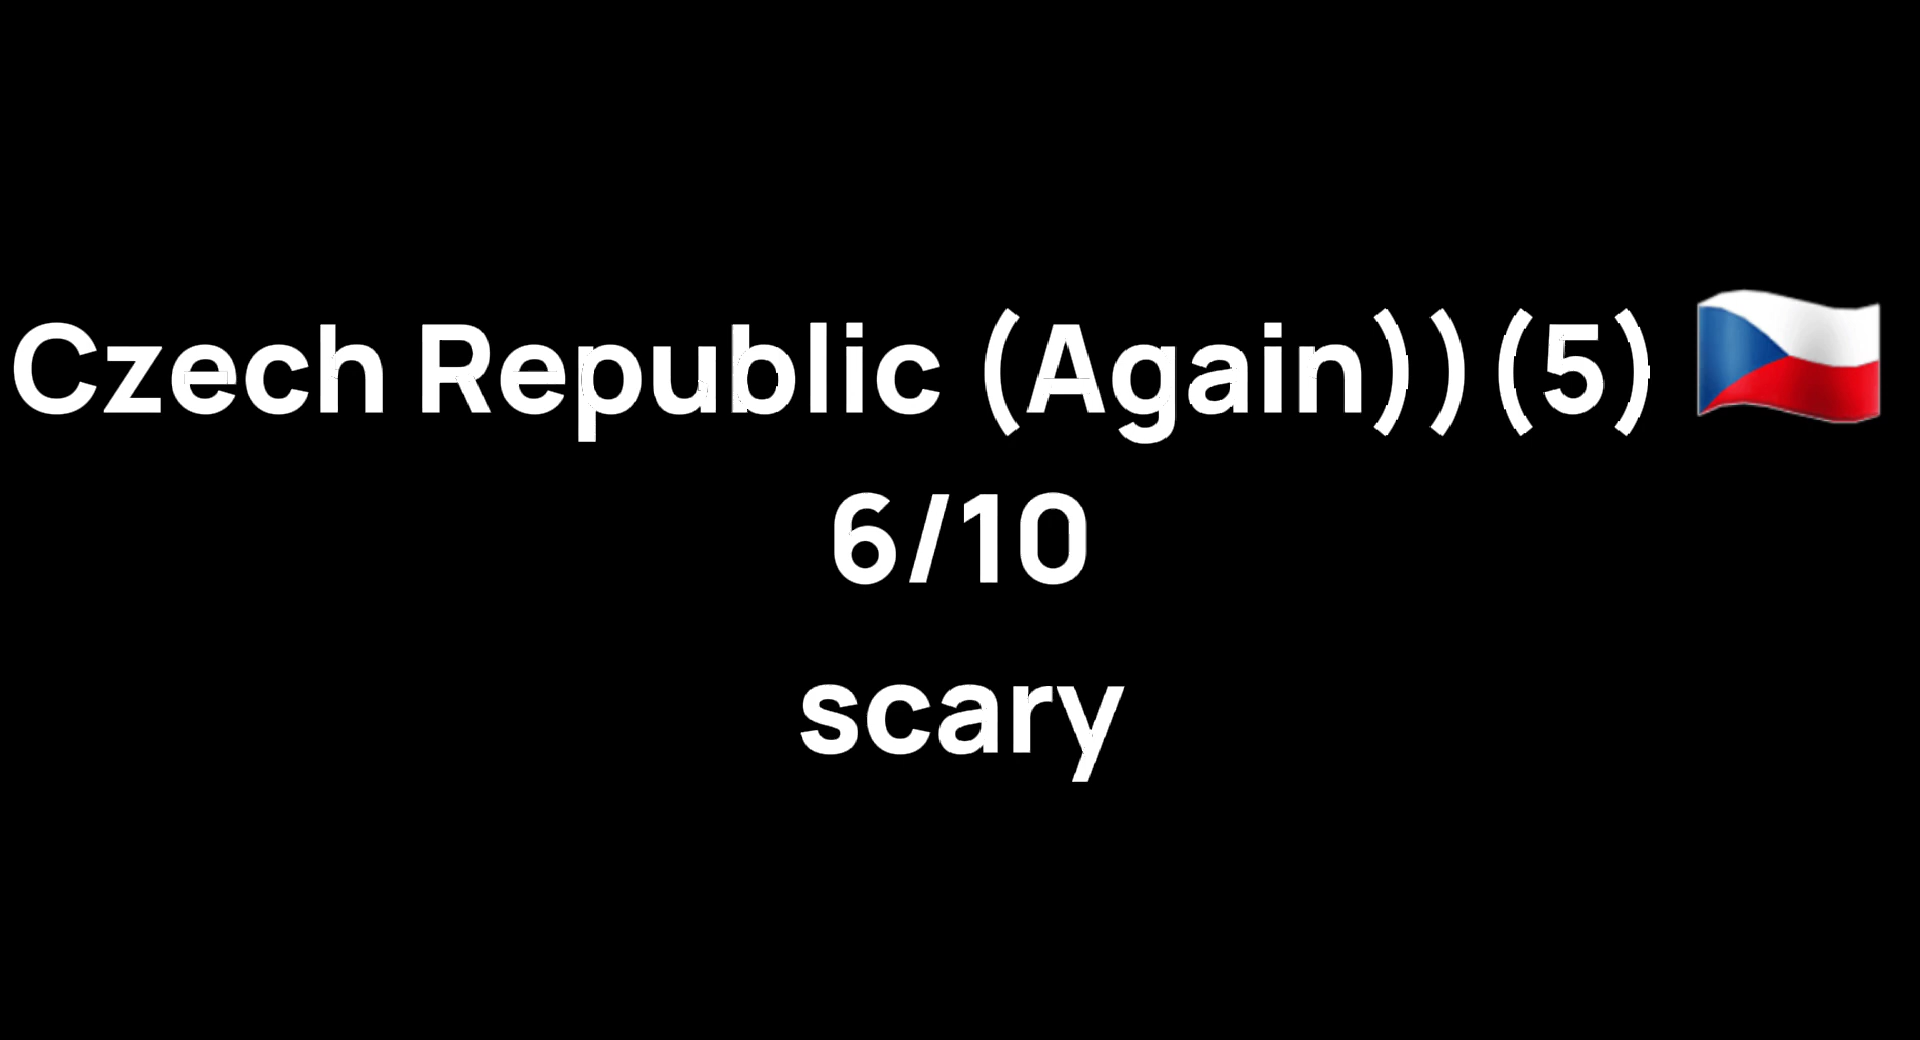 Czech Republic (Again)) (5) 🇨🇿
6/10
scary